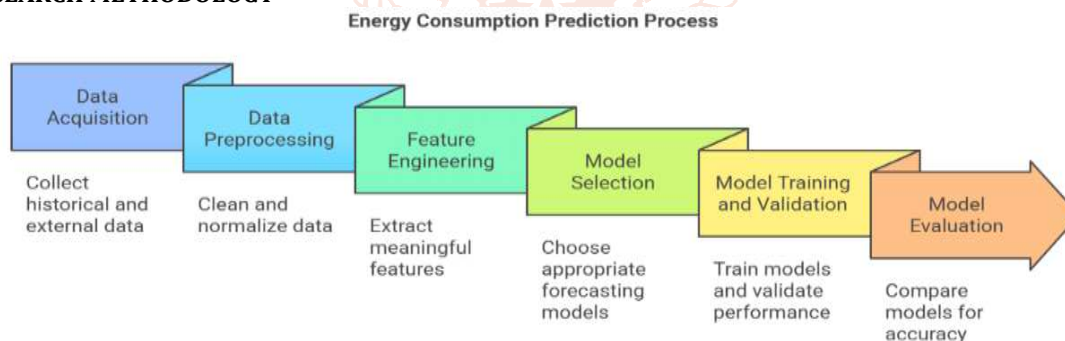 Energy Consumption Prediction Process
Data
Acquisition
Collect
historical and
external data
Data
Preprocessing
Clean and
normalize data
Feature
Engineering
Extract
meaningful
features
Model
Selection
Choose
appropriate
forecasting
models
Model Training
and Validation
Train models
and validate
performance
Model
Evaluation
Compare
models for
accuracy